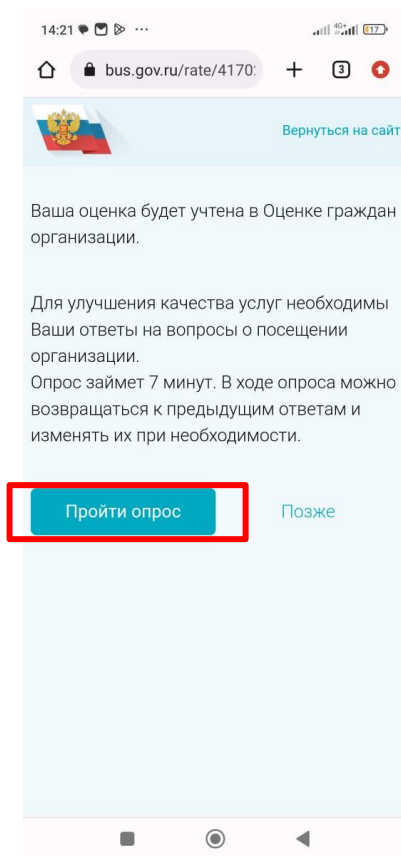 14:21
4G+
17
bus.gov.ru/rate/4170
3
Вернуться на сайт
Ваша оценка будет учтена в Оценке граждан
организации.
Для улучшения качества услуг необходимы
Ваши ответы на вопросы о посещении
организации.
Опрос займет 7 минут. В ходе опроса можно
возвращаться к предыдущим ответам и
изменять их при необходимости.
Пройти опрос
Позже